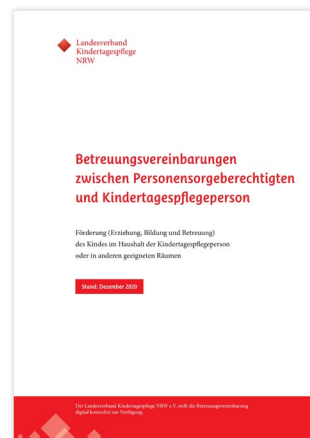 Landesverband
Kindertagespflege
NRW
Betreuungsvereinbarungen
zwischen Personensorgeberechtigten
und Kindertagespflegeperson
Förderung (Erziehung, Bildung und Betreuung)
des Kindes im Haushalt der Kindertagespflegeperson
oder in anderen geeigneten Räumen
Stand: Dezember 2020
Der Landesverband Kindertagespflege NRW e.V. stellt die Betreuungsvereinbarung
digital kostenfrei zur Verfügung.